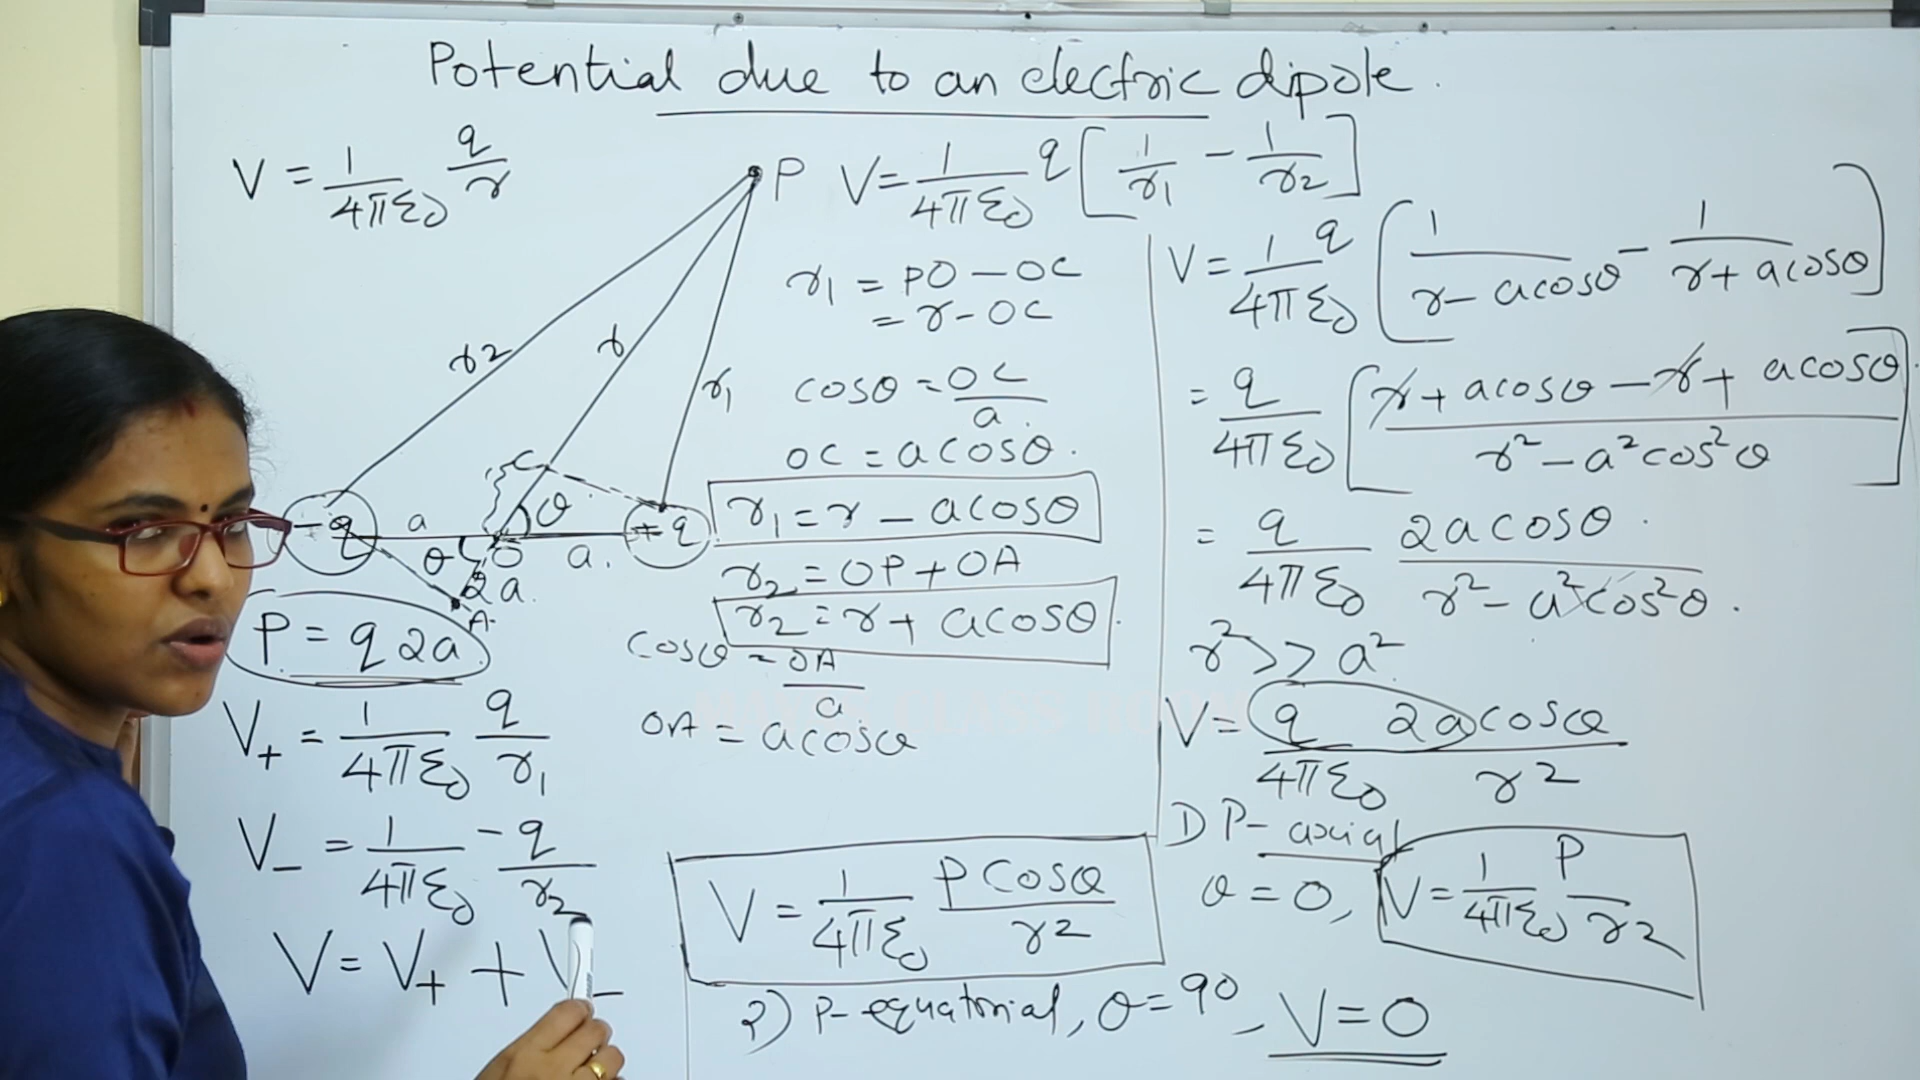 Potential due to an electric dipole.
V = 1/4πε0 q/r
P
r2
r
r1
-q
a
θ
O
C
θ
a.
+q
2a.
A.
P = q 2a
V+ = 1/4πε0 q/r1
V- = 1/4πε0 -q/r2
V = V+ + V-
V = 1/4πε0 q [1/r1 - 1/r2]
r1 = PO - OC
= r - OC
cosθ = OC/a.
OC = a cosθ.
r1 = r - a cosθ
r2 = OP + OA
r2 = r + a cosθ.
cosθ = OA/a
OA = a cosθ
V = 1/4πε0 q [1/(r - a cosθ) - 1/(r + a cosθ)]
= q/4πε0 [(r + a cosθ - r + a cosθ)/(r² - a² cos²θ)]
= q/4πε0 2a cosθ/(r² - a² cos²θ).
r² >> a²
V = q 2a cosθ/4πε0 r²
V = 1/4πε0 P cosθ/r²
1) P - axial
θ = 0, V = 1/4πε0 P/r²
2) P - equatorial, θ = 90, V = 0